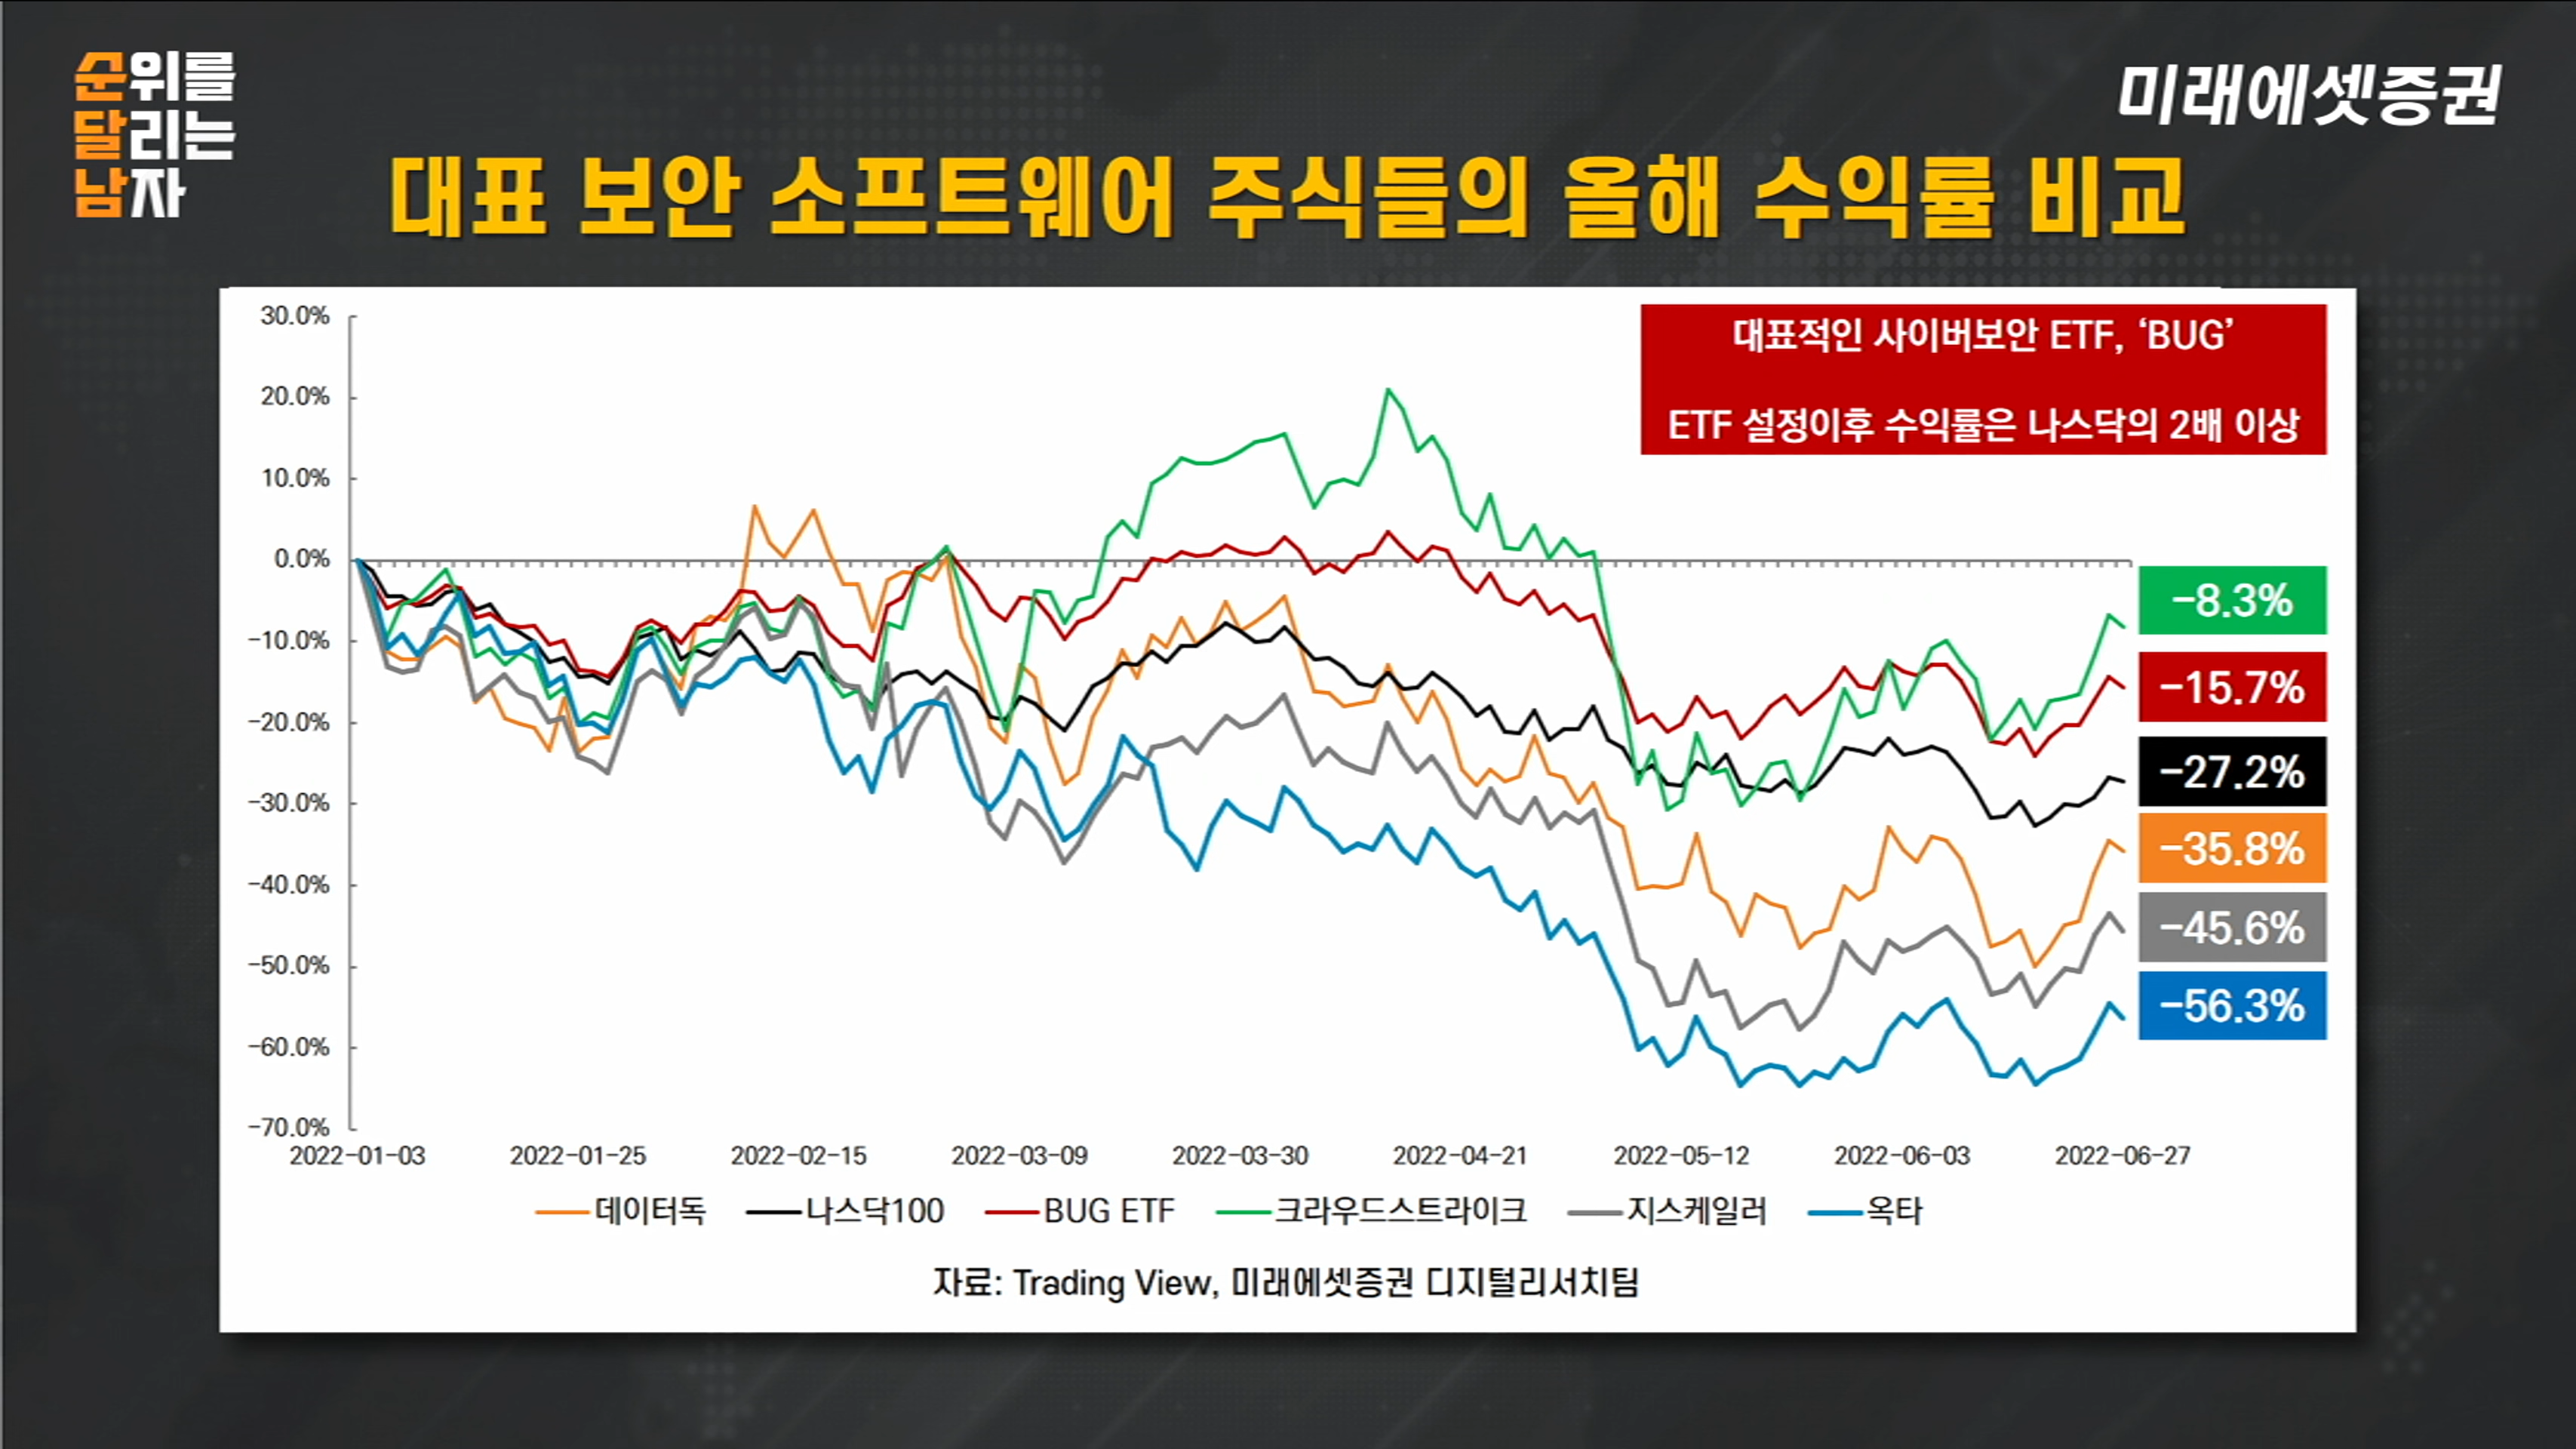 순위를
달리는
남자
미래에셋증권
대표 보안 소프트웨어 주식들의 올해 수익률 비교
대표적인 사이버보안 ETF, ‘BUG’
ETF 설정이후 수익률은 나스닥의 2배 이상
30.0%
20.0%
10.0%
0.0%
-10.0%
-20.0%
-30.0%
-40.0%
-50.0%
-60.0%
-70.0%
-8.3%
-15.7%
-27.2%
-35.8%
-45.6%
-56.3%
2022-01-03 2022-01-25 2022-02-15 2022-03-09 2022-03-30 2022-04-21 2022-05-12 2022-06-03 2022-06-27
데이터독 나스닥100 BUG ETF 크라우드스트라이크 지스케일러 옥타
자료: Trading View, 미래에셋증권 디지털리서치팀